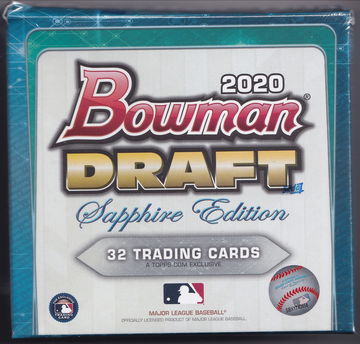 2020
Bowman®
DRAFT
Sapphire Edition
32 TRADING CARDS
A TOPPS.COM EXCLUSIVE
MAJOR LEAGUE BASEBALL®
OFFICIALLY LICENSED PRODUCT OF MAJOR LEAGUE BASEBALL